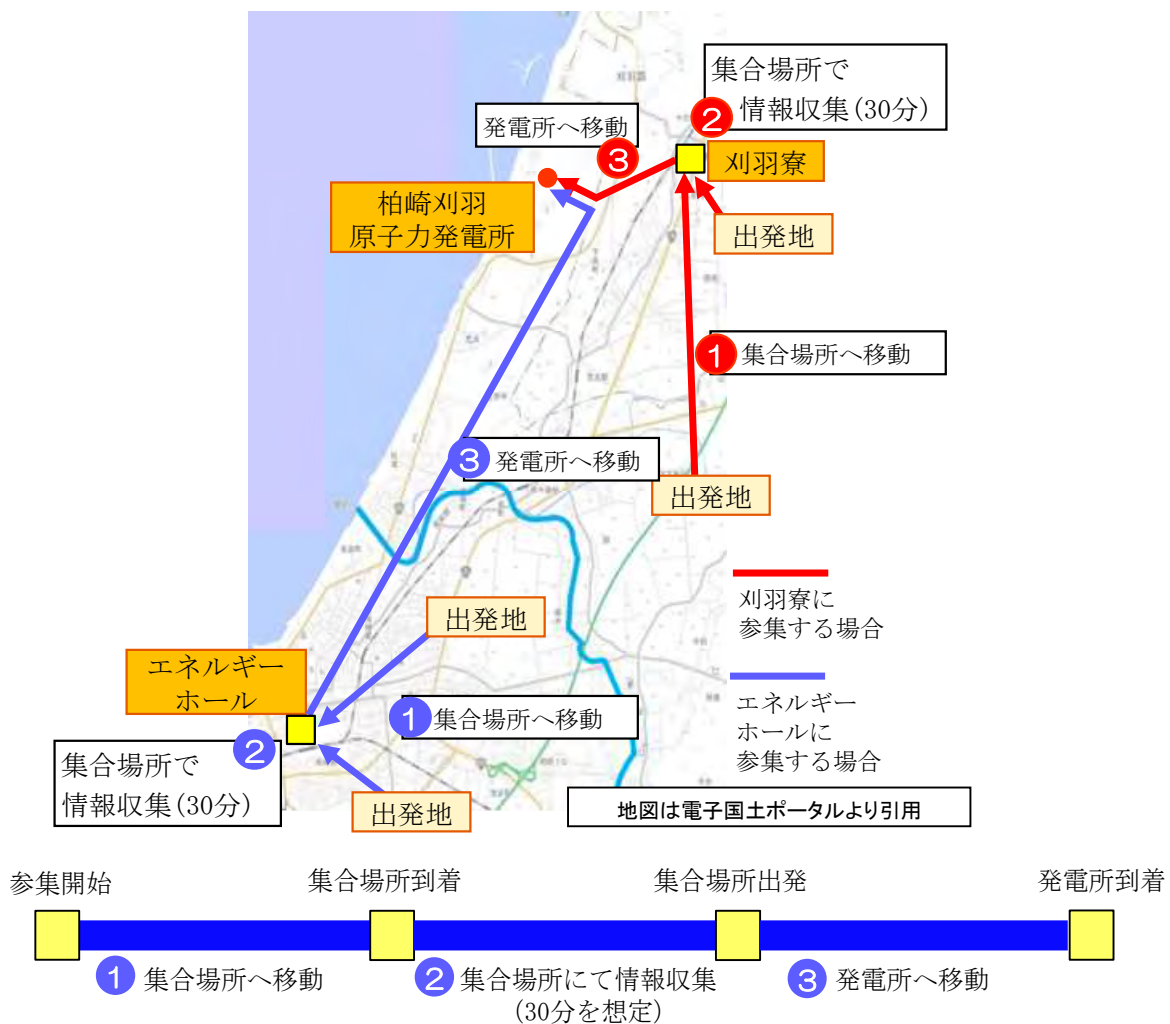 集合場所で
情報収集(30分)
②
発電所へ移動
③
刈羽寮
柏崎刈羽
原子力発電所
出発地
①
集合場所へ移動
③
発電所へ移動
出発地
刈羽寮に
参集する場合
出発地
エネルギー
ホール
①
集合場所へ移動
エネルギー
ホールに
参集する場合
②
集合場所で
情報収集(30分)
出発地
地図は電子国土ポータルより引用
参集開始
集合場所到着
集合場所出発
発電所到着
①
集合場所へ移動
②
集合場所にて情報収集
(30分を想定)
③
発電所へ移動